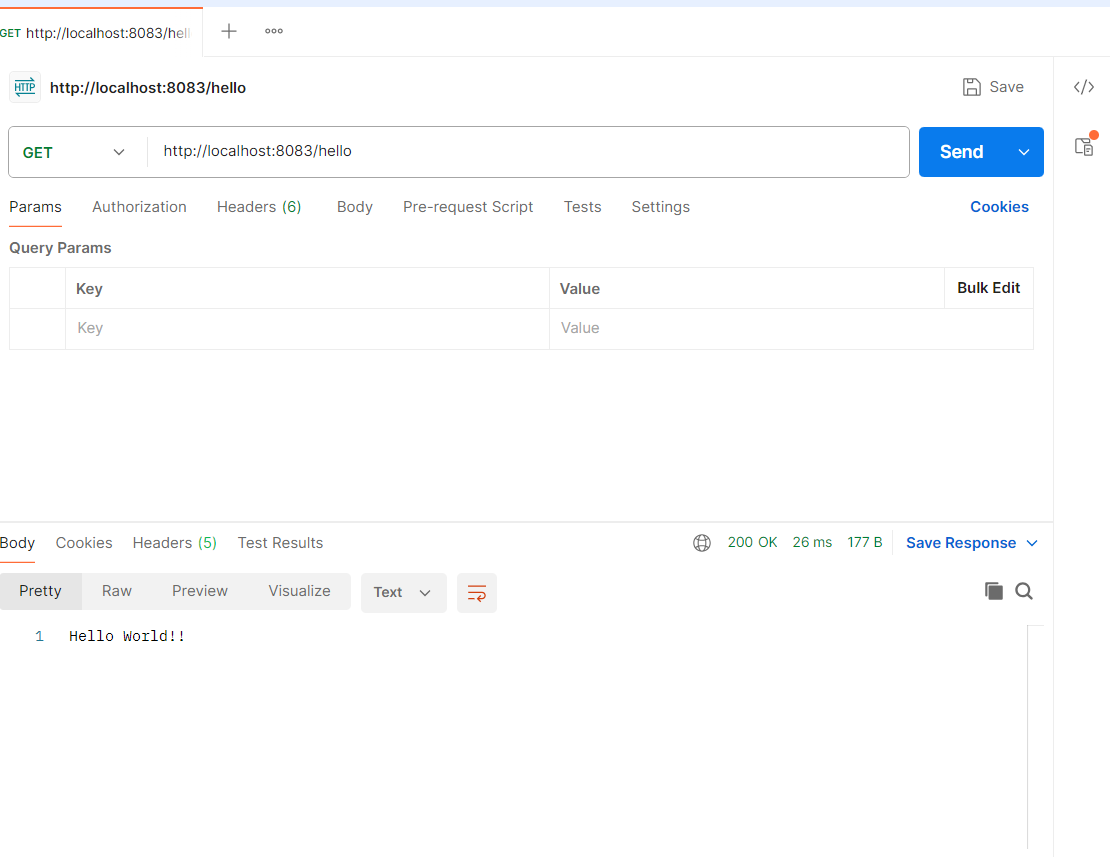 GET http://localhost:8083/hell
HTTP http://localhost:8083/hello
Save
GET http://localhost:8083/hello Send
Params Authorization Headers (6) Body Pre-request Script Tests Settings Cookies
Query Params
Key Value Bulk Edit
Key Value
Body Cookies Headers (5) Test Results 200 OK 26 ms 177 B Save Response
Pretty Raw Preview Visualize Text
1 Hello World!!